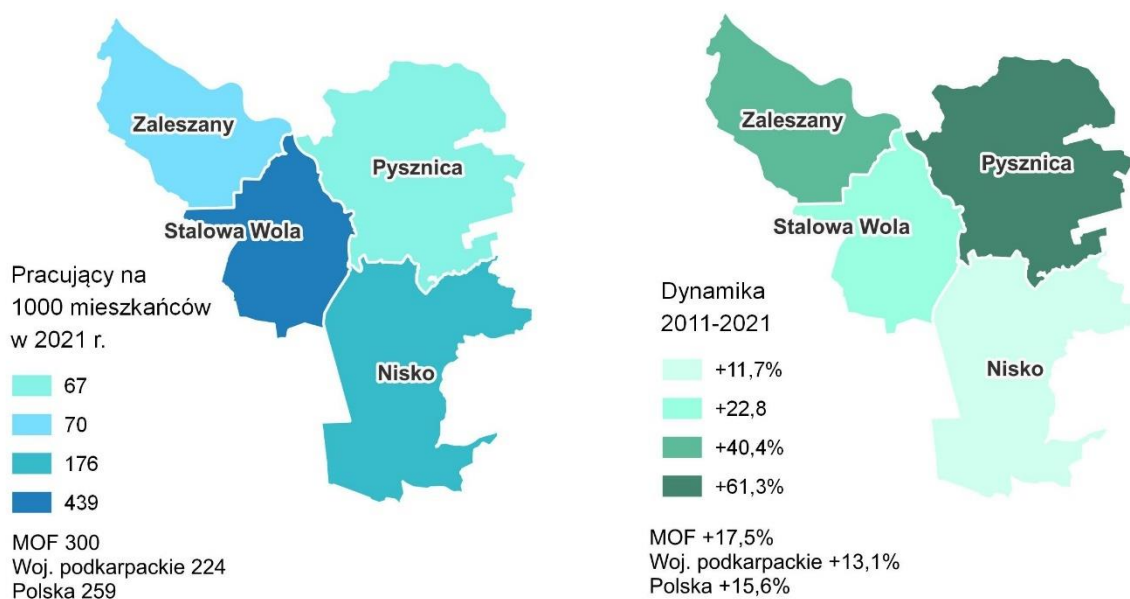 Zaleszany
Pysznica
Stalowa Wola
Nisko
Pracujący na
1000 mieszkańców
w 2021 r.
67
70
176
439
MOF 300
Woj. podkarpackie 224
Polska 259
Zaleszany
Pysznica
Stalowa Wola
Nisko
Dynamika
2011-2021
+11,7%
+22,8
+40,4%
+61,3%
MOF +17,5%
Woj. podkarpackie +13,1%
Polska +15,6%